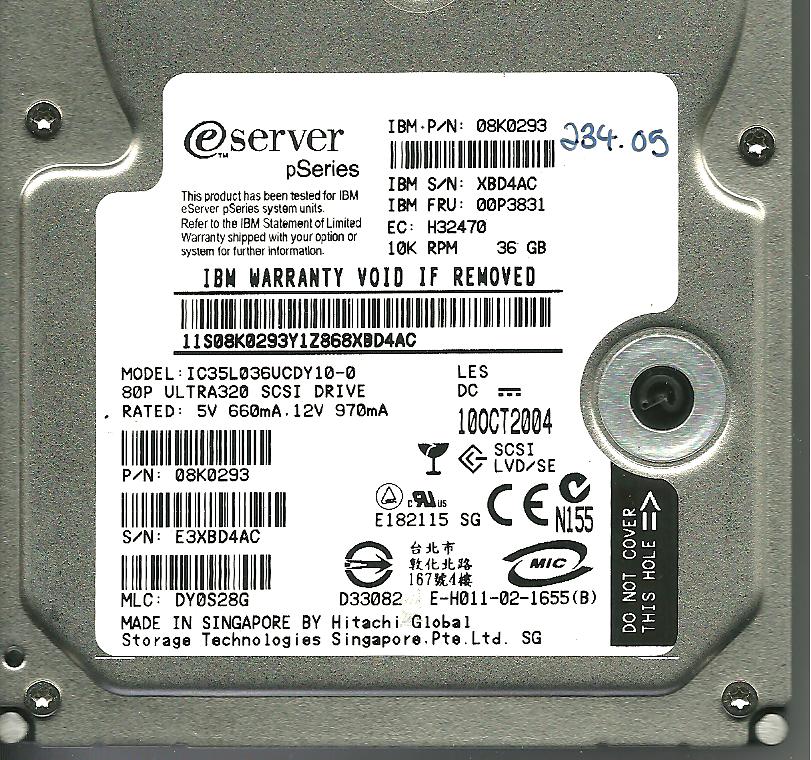 eserver™
pSeries
This product has been tested for IBM
eServer pSeries system units.
Refer to the IBM Statement of Limited
Warranty shipped with your option or
system for further information.
IBM P/N: 08K0293
234.05
IBM S/N: XBD4AC
IBM FRU: 00P3831
EC: H32470
10K RPM 36 GB
IBM WARRANTY VOID IF REMOVED
11S08K0293Y1Z868XBD4AC
MODEL:IC35L036UCDY10-0
80P ULTRA320 SCSI DRIVE
RATED: 5V 660mA.12V 970mA
LES
DC
10OCT2004
P/N: 08K0293
SCSI
LVD/SE
S/N: E3XBD4AC
c UR us
E182115 SG
CE
N155
MLC: DY0S28G
D33082
台北市
敦化北路
167號4樓
MIC
E-H011-02-1655(B)
MADE IN SINGAPORE BY Hitachi Global
Storage Technologies Singapore.Pte.Ltd. SG
DO NOT COVER
THIS HOLE =>